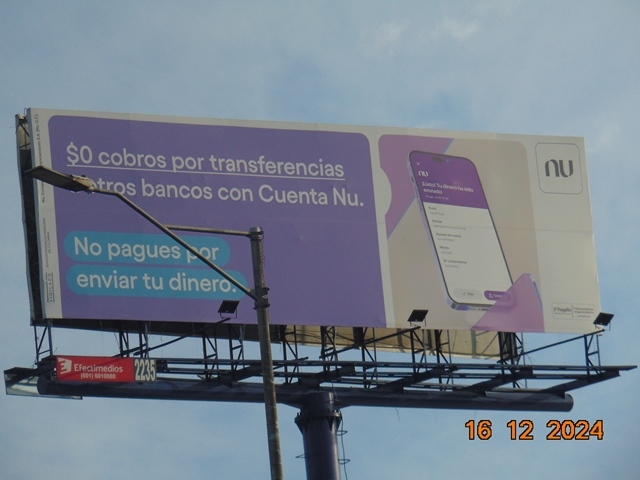 $0 cobros por transferencias
otros bancos con Cuenta Nu.
No pagues por
enviar tu dinero.
nu
nu
Efectimedios
2235
16 12 2024